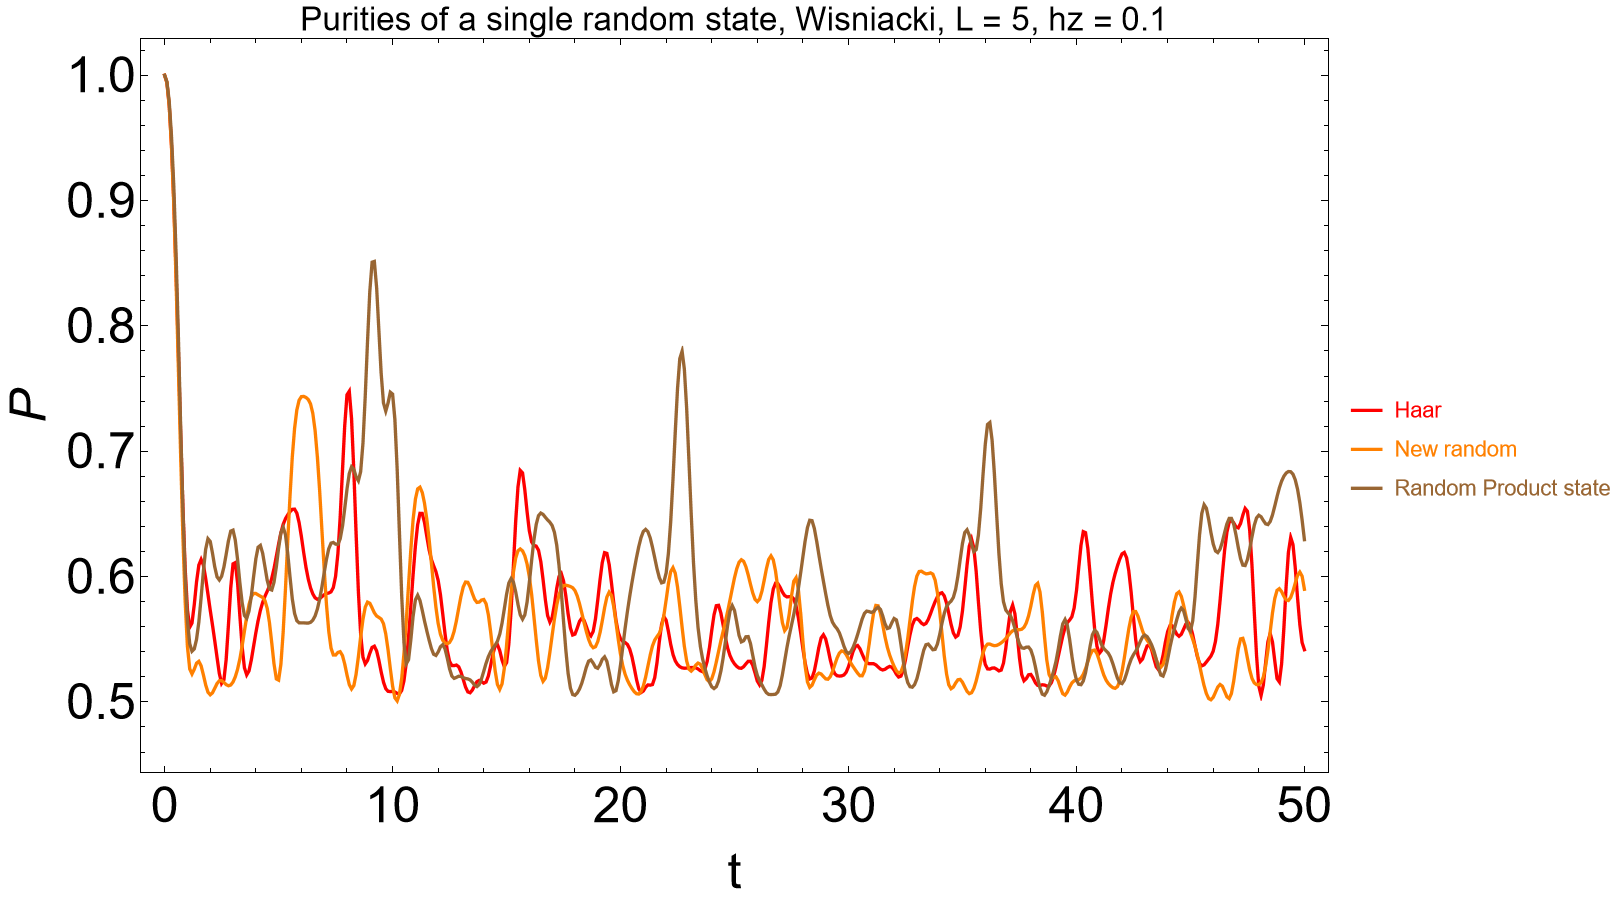 Purities of a single random state, Wisniacki, L = 5, hz = 0.1
1.0
0.9
0.8
0.7
0.6
0.5
P
0 10 20 30 40 50
t
Haar
New random
Random Product state